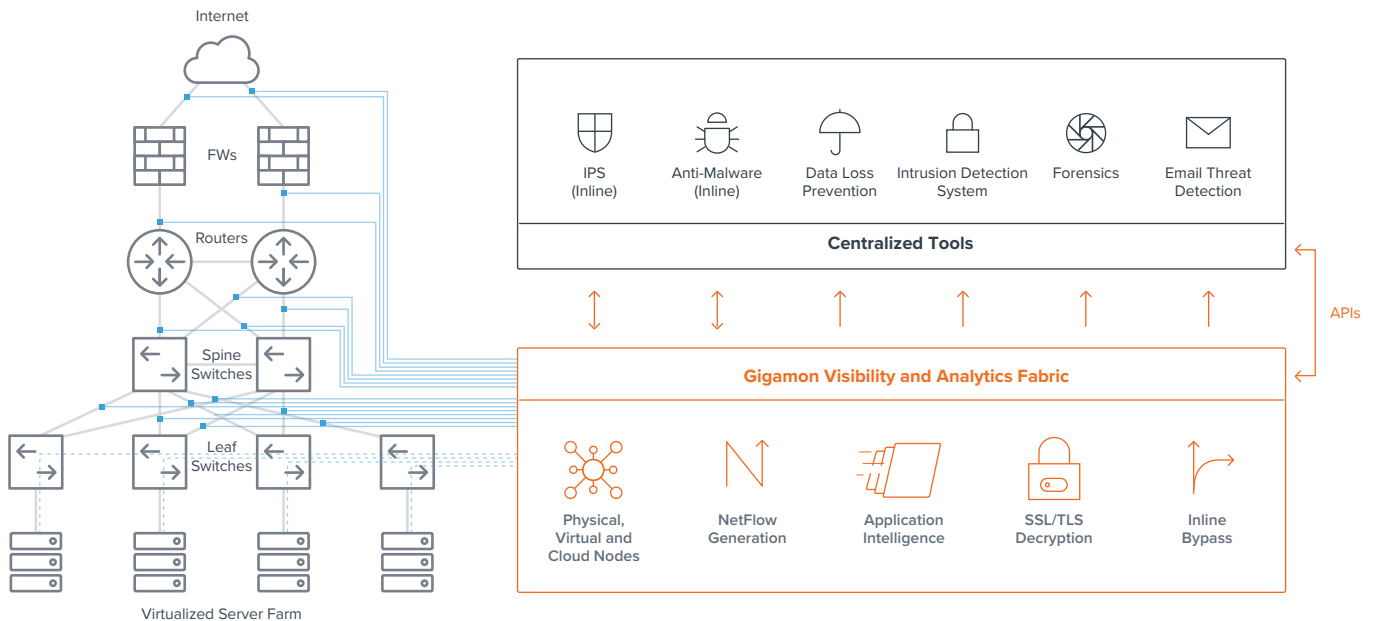 Internet
FWs
Routers
Spine
Switches
Leaf
Switches
Virtualized Server Farm
IPS
(Inline)
Anti-Malware
(Inline)
Data Loss
Prevention
Intrusion Detection
System
Forensics
Email Threat
Detection
Centralized Tools
APIs
Gigamon Visibility and Analytics Fabric
Physical,
Virtual and
Cloud Nodes
NetFlow
Generation
Application
Intelligence
SSL/TLS
Decryption
Inline
Bypass